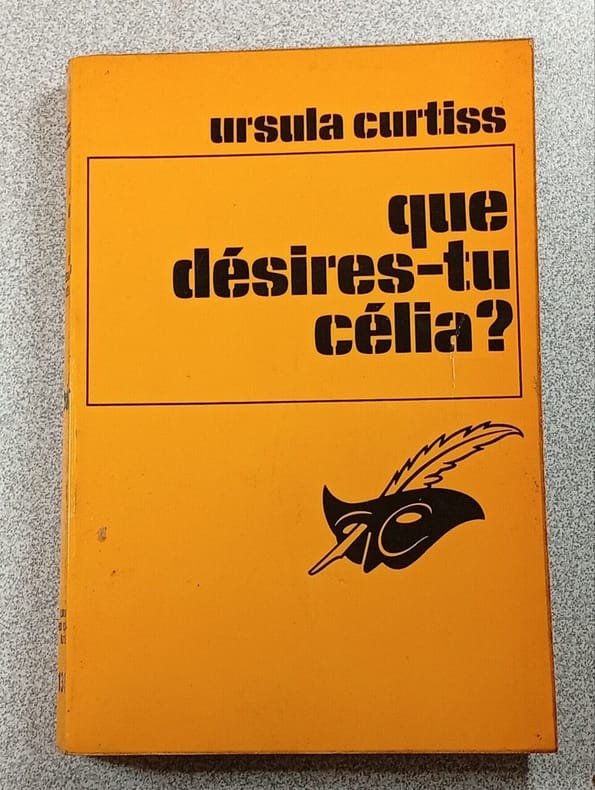 ursula curtiss
que
désires-tu
célia?